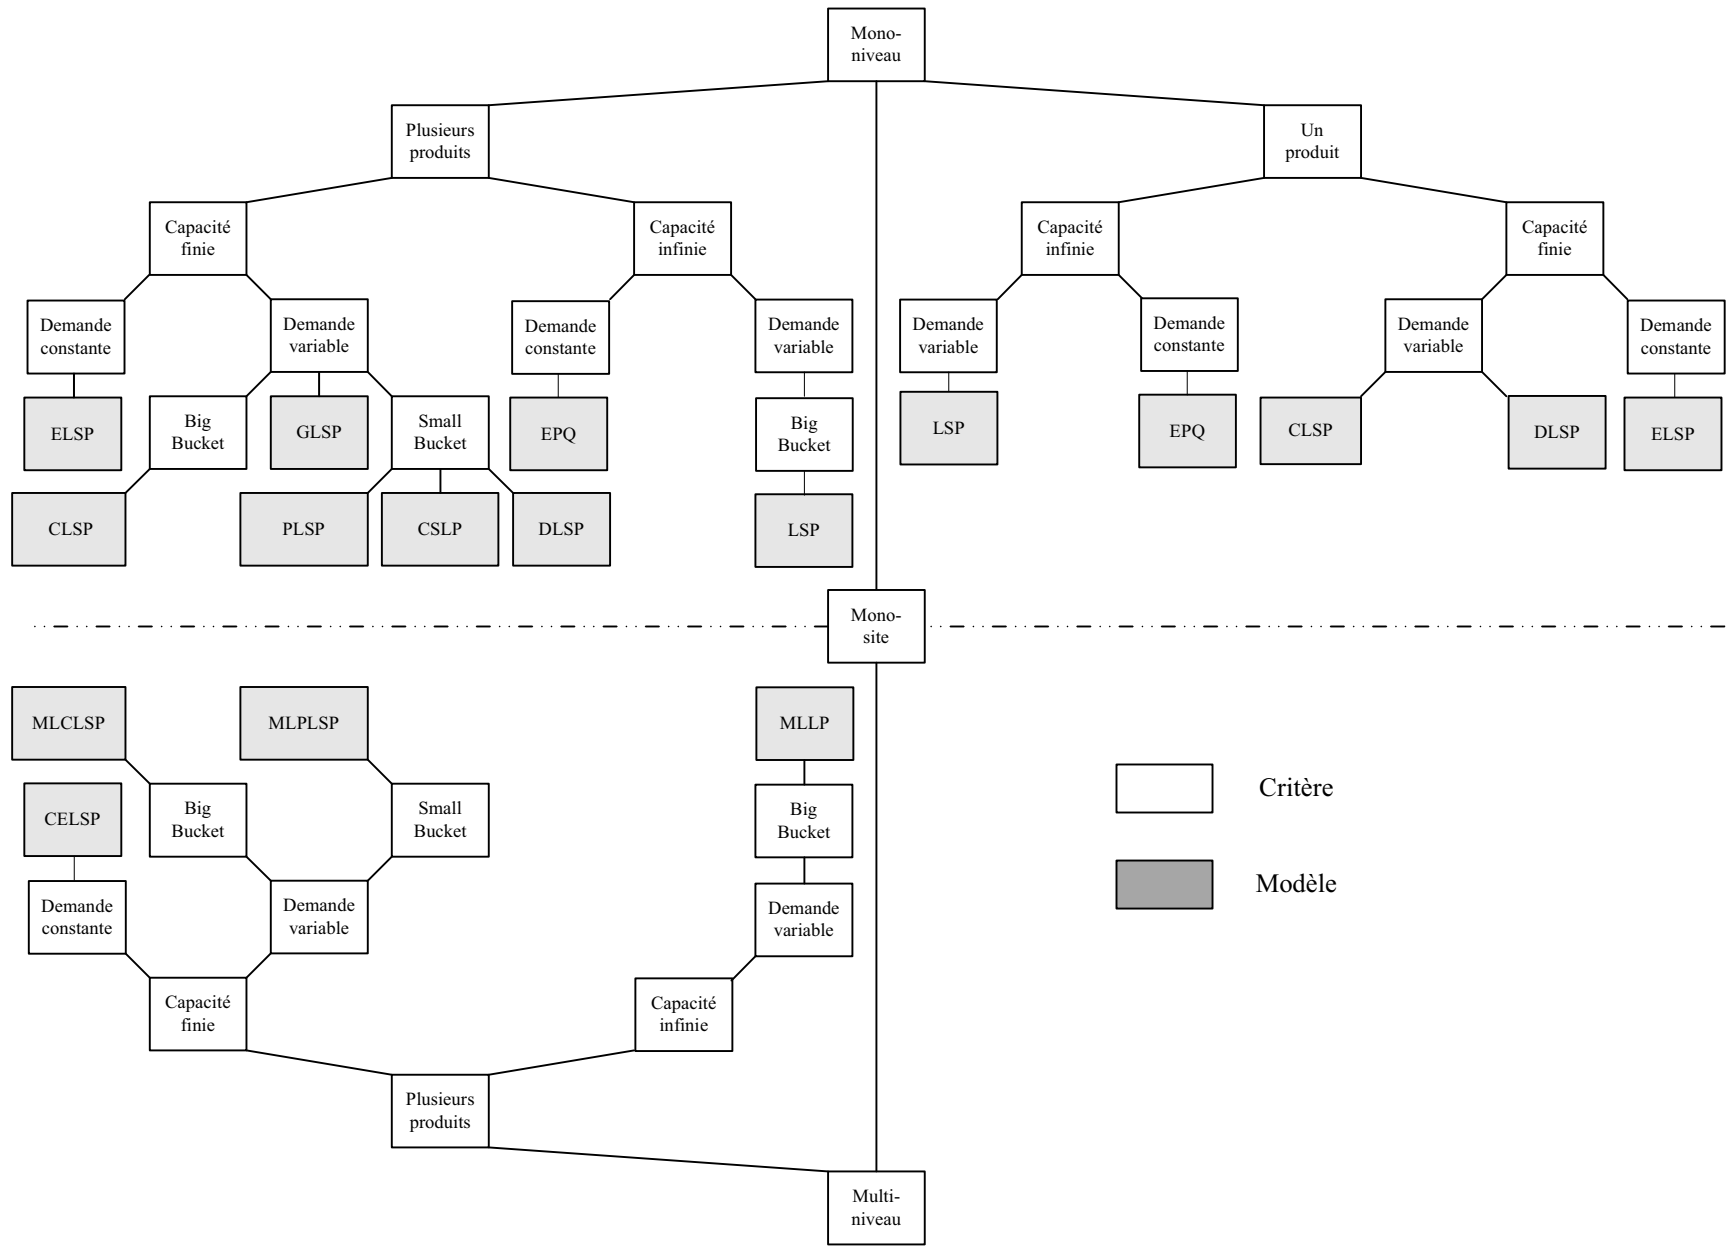 Mono-
niveau
Plusieurs
produits
Un
produit
Capacité
finie
Capacité
infinie
Capacité
infinie
Capacité
finie
Demande
constante
Demande
variable
Demande
constante
Demande
variable
Demande
variable
Demande
constante
Demande
variable
Demande
constante
ELSP
Big
Bucket
GLSP
Small
Bucket
EPQ
Big
Bucket
LSP
EPQ
CLSP
DLSP
ELSP
CLSP
PLSP
CSLP
DLSP
LSP
Mono-
site
MLCLSP
MLPLSP
MLLP
CELSP
Big
Bucket
Small
Bucket
Big
Bucket
Critère
Modèle
Demande
constante
Demande
variable
Demande
variable
Capacité
finie
Capacité
infinie
Plusieurs
produits
Multi-
niveau